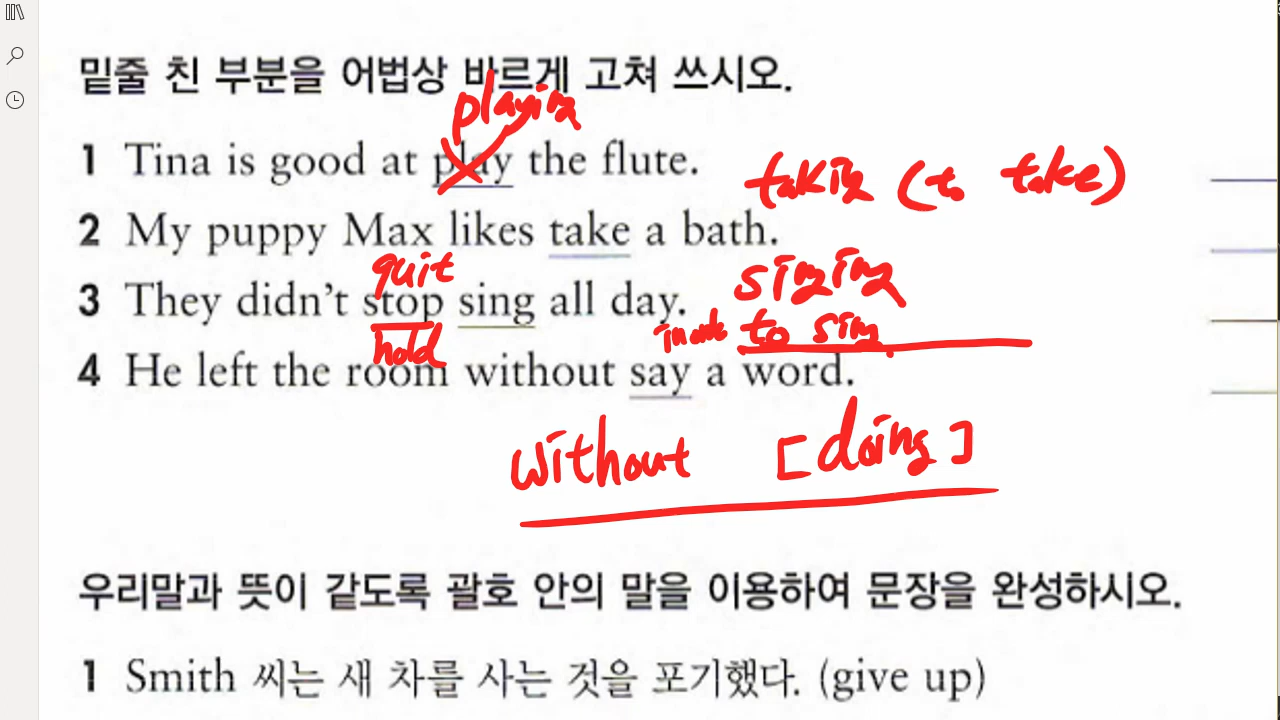 밑줄 친 부분을 어법상 바르게 고쳐 쓰시오.
playing
1 Tina is good at play the flute.
taking (to take)
2 My puppy Max likes take a bath.
quit
singing
3 They didn't stop sing all day.
to sing
hold
4 He left the room without say a word.
without [doing]
우리말과 뜻이 같도록 괄호 안의 말을 이용하여 문장을 완성하시오.
1 Smith 씨는 새 차를 사는 것을 포기했다. (give up)